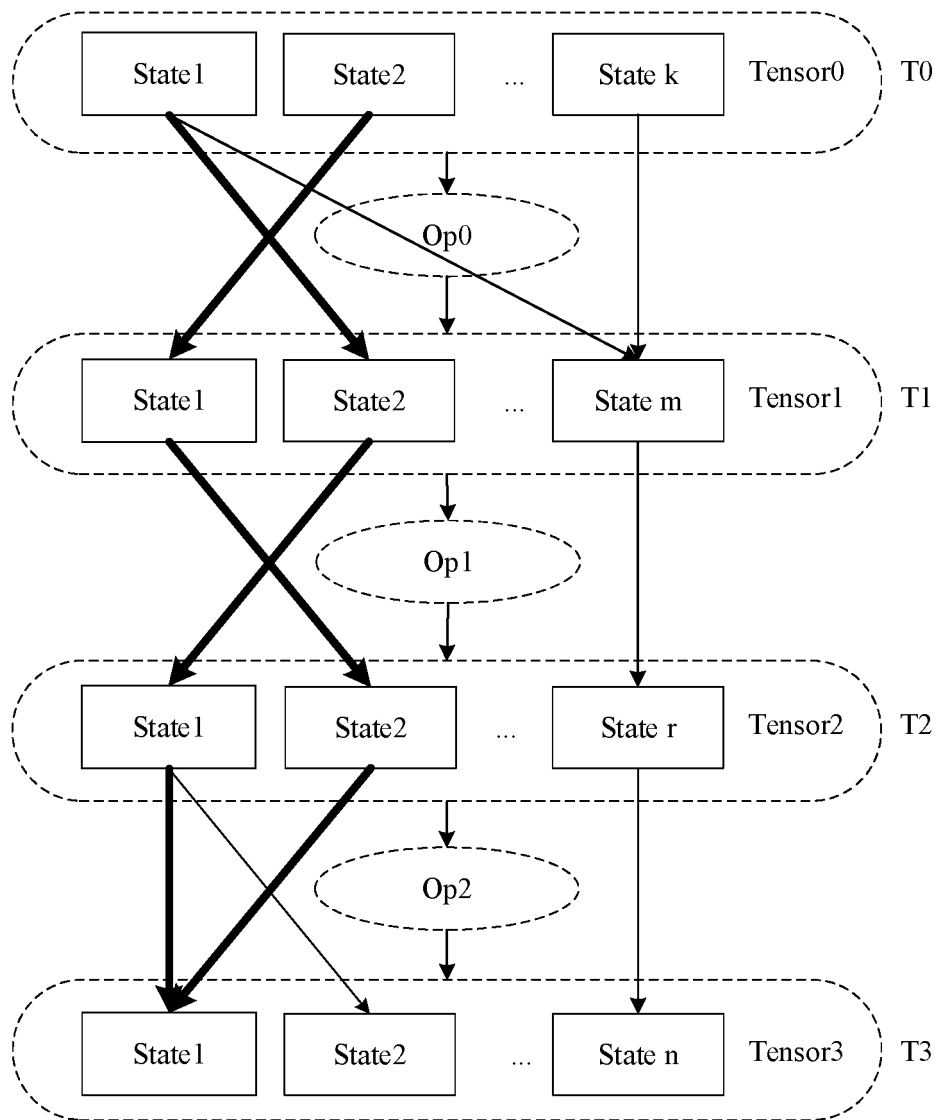 State1 State2 ... State k Tensor0 T0
Op0
State1 State2 ... State m Tensor1 T1
Op1
State1 State2 ... State r Tensor2 T2
Op2
State1 State2 ... State n Tensor3 T3